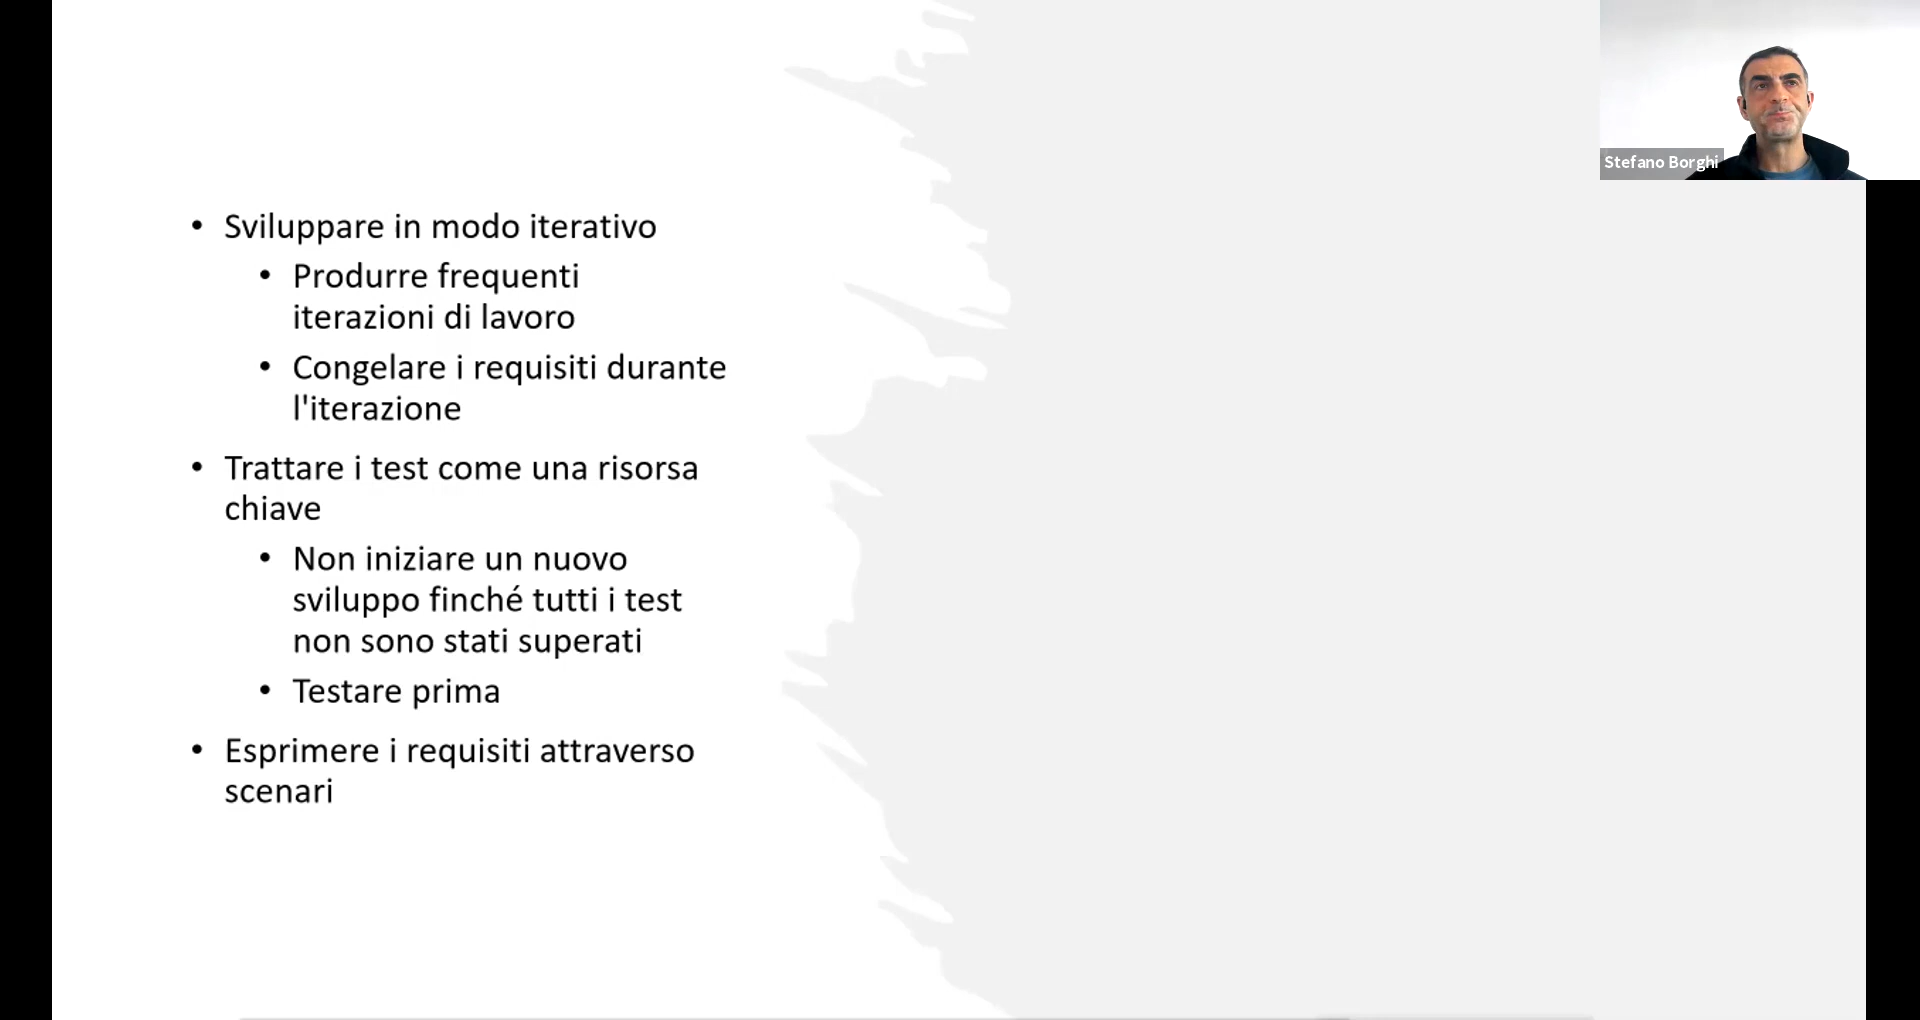 Stefano Borghi
• Sviluppare in modo iterativo
• Produrre frequenti
iterazioni di lavoro
• Congelare i requisiti durante
l'iterazione
• Trattare i test come una risorsa
chiave
• Non iniziare un nuovo
sviluppo finché tutti i test
non sono stati superati
• Testare prima
• Esprimere i requisiti attraverso
scenari